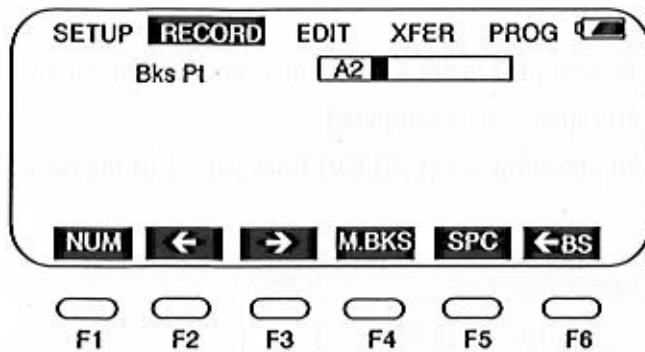 SETUP RECORD EDIT XFER PROG
Bks Pt A2
NUM ← → M.BKS SPC ←BS
F1 F2 F3 F4 F5 F6